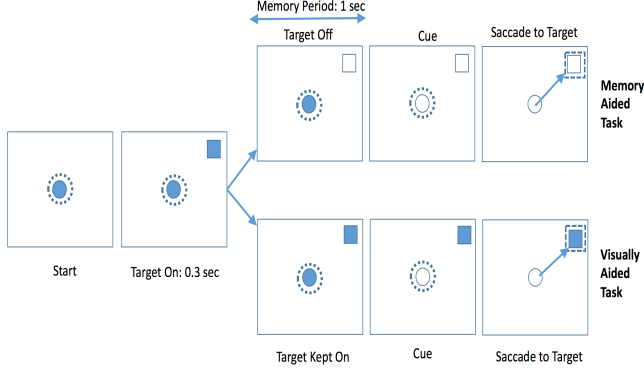 Memory Period: 1 sec
Target Off
Cue
Saccade to Target
Memory
Aided
Task
Start
Target On: 0.3 sec
Visually
Aided
Task
Target Kept On
Cue
Saccade to Target